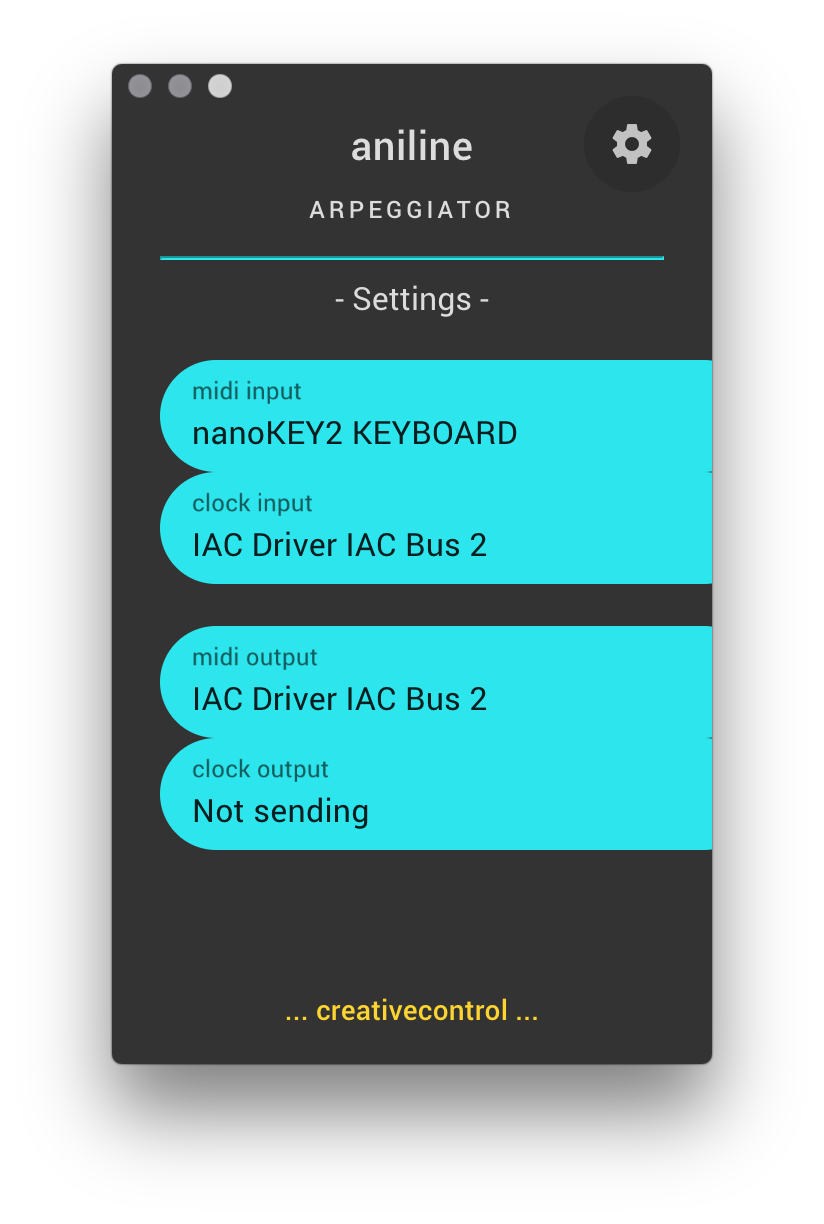 aniline
ARPEGGIATOR
- Settings -
midi input
nanoKEY2 KEYBOARD
clock input
IAC Driver IAC Bus 2
midi output
IAC Driver IAC Bus 2
clock output
Not sending
... creativecontrol ...